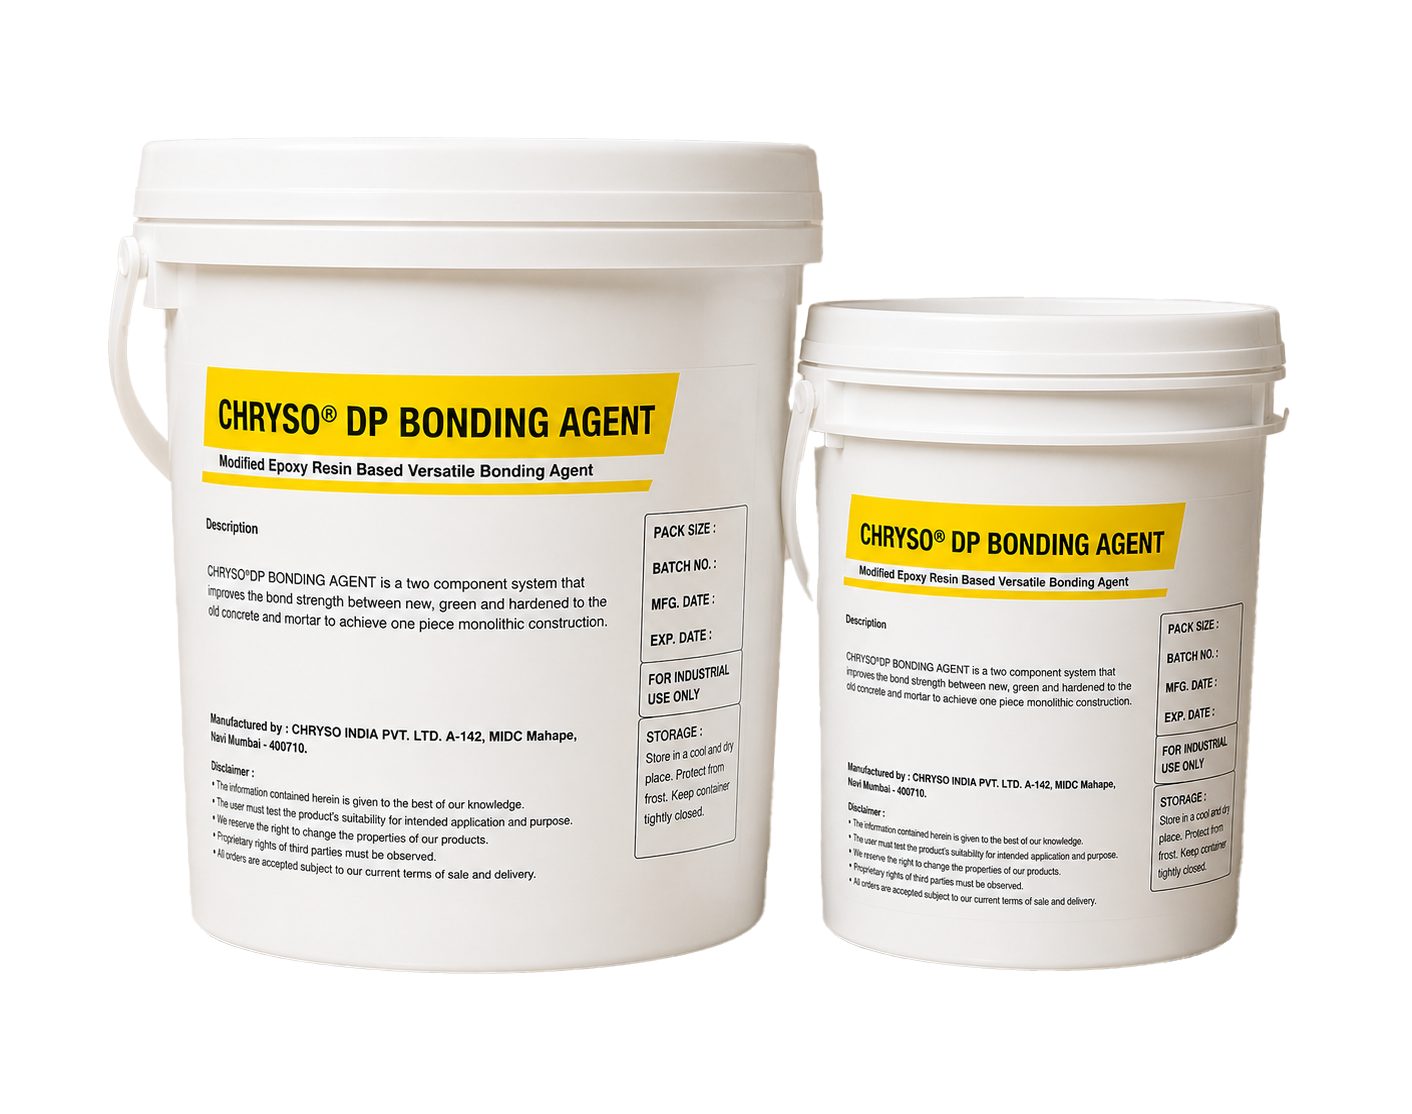 CHRYSO® DP BONDING AGENT
Modified Epoxy Resin Based Versatile Bonding Agent
Description
CHRYSO®DP BONDING AGENT is a two component system that
improves the bond strength between new, green and hardened to the
old concrete and mortar to achieve one piece monolithic construction.
Manufactured by : CHRYSO INDIA PVT. LTD. A-142, MIDC Mahape,
Navi Mumbai - 400710.
Disclaimer :
• The information contained herein is given to the best of our knowledge.
• The user must test the product's suitability for intended application and purpose.
• We reserve the right to change the properties of our products.
• Proprietary rights of third parties must be observed.
• All orders are accepted subject to our current terms of sale and delivery.
PACK SIZE :
BATCH NO. :
MFG. DATE :
EXP. DATE :
FOR INDUSTRIAL
USE ONLY
STORAGE :
Store in a cool and dry
place. Protect from
frost. Keep container
tightly closed.
CHRYSO® DP BONDING AGENT
Modified Epoxy Resin Based Versatile Bonding Agent
Description
CHRYSO®DP BONDING AGENT is a two component system that
improves the bond strength between new, green and hardened to the
old concrete and mortar to achieve one piece monolithic construction.
Manufactured by : CHRYSO INDIA PVT. LTD. A-142, MIDC Mahape,
Navi Mumbai - 400710.
Disclaimer :
• The information contained herein is given to the best of our knowledge.
• The user must test the product's suitability for intended application and purpose.
• We reserve the right to change the properties of our products.
• Proprietary rights of third parties must be observed.
• All orders are accepted subject to our current terms of sale and delivery.
PACK SIZE :
BATCH NO. :
MFG. DATE :
EXP. DATE :
FOR INDUSTRIAL
USE ONLY
STORAGE :
Store in a cool and dry
place. Protect from
frost. Keep container
tightly closed.